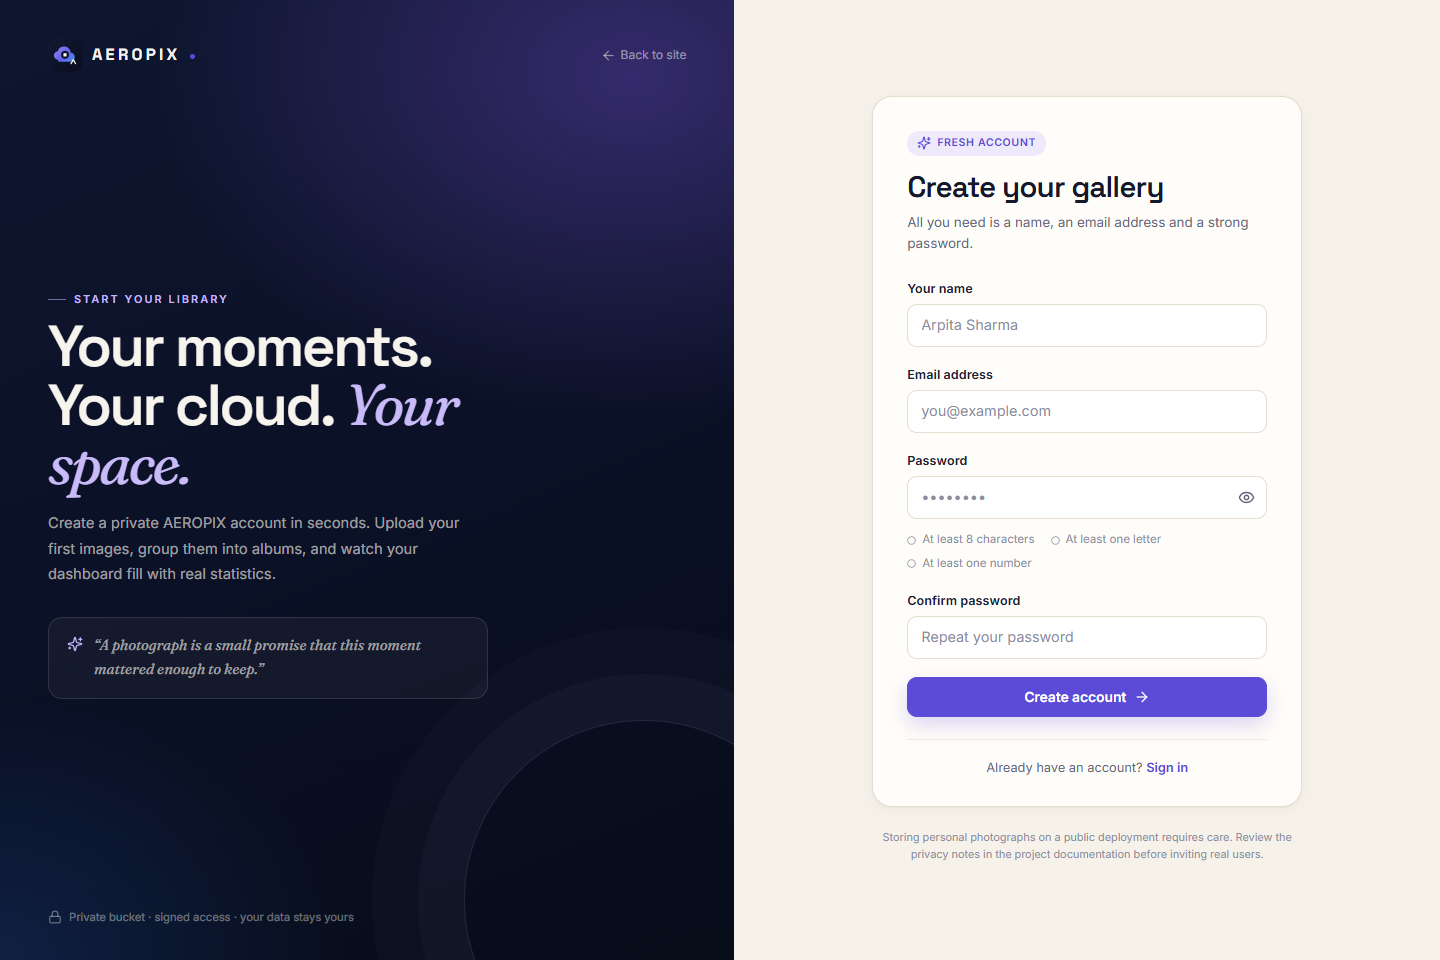 AEROPIX
← Back to site
START YOUR LIBRARY
Your moments.
Your cloud. Your
space.
Create a private AEROPIX account in seconds. Upload your
first images, group them into albums, and watch your
dashboard fill with real statistics.
“A photograph is a small promise that this moment
mattered enough to keep.”
Private bucket · signed access · your data stays yours
FRESH ACCOUNT
Create your gallery
All you need is a name, an email address and a strong
password.
Your name
Arpita Sharma
Email address
you@example.com
Password
••••••••
At least 8 characters
At least one letter
At least one number
Confirm password
Repeat your password
Create account →
Already have an account? Sign in
Storing personal photographs on a public deployment requires care. Review the
privacy notes in the project documentation before inviting real users.